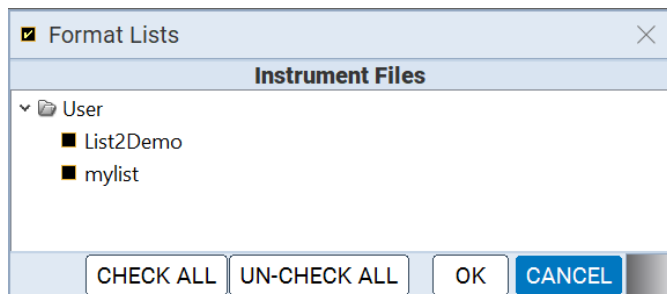 Format Lists
Instrument Files
User
List2Demo
mylist
CHECK ALL UN-CHECK ALL OK CANCEL